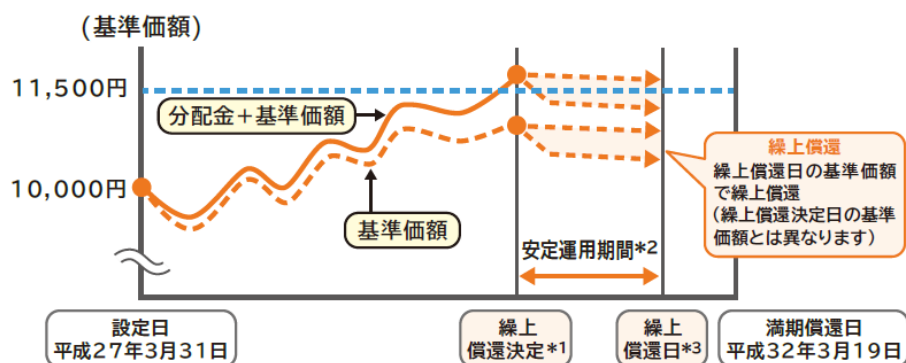 (基準価額)
11,500円
分配金+基準価額
10,000円
基準価額
繰上償還
繰上償還日の基準価額
で繰上償還
(繰上償還決定日の基準
価額とは異なります)
安定運用期間*2
設定日
平成27年3月31日
繰上
償還決定*1
繰上
償還日*3
満期償還日
平成32年3月19日